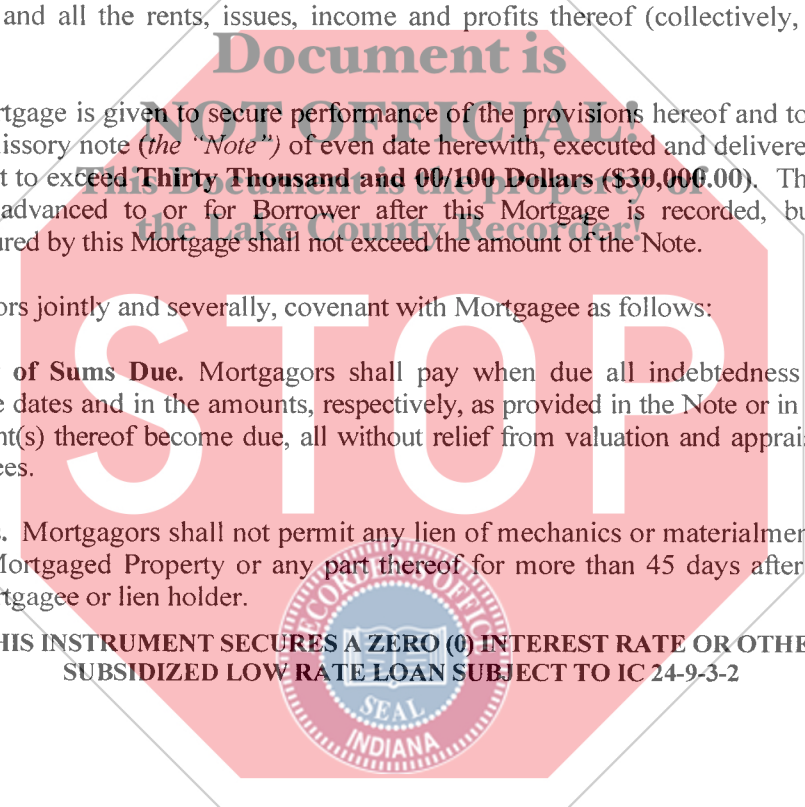 and all the rents, issues, income and profits thereof (collectively,
Document is
NOT OFFICIAL!
This Document is the property of
the Lake County Recorder!
rtgage is given to secure performance of the provisions hereof and to
issory note (the “Note”) of even date herewith, executed and delivere
t to exceed Thirty Thousand and 00/100 Dollars ($30,000.00). Th
advanced to or for Borrower after this Mortgage is recorded, bu
ured by this Mortgage shall not exceed the amount of the Note.
ors jointly and severally, covenant with Mortgagee as follows:
STOP
of Sums Due. Mortgagors shall pay when due all indebtedness
e dates and in the amounts, respectively, as provided in the Note or in
nt(s) thereof become due, all without relief from valuation and apprais
ees.
s. Mortgagors shall not permit any lien of mechanics or materialmen
Mortgaged Property or any part thereof for more than 45 days after
rtgagee or lien holder.
HIS INSTRUMENT SECURES A ZERO (0) INTEREST RATE OR OTHE
SUBSIDIZED LOW RATE LOAN SUBJECT TO IC 24-9-3-2
RECORDER'S OFFICE
SEAL
INDIANA